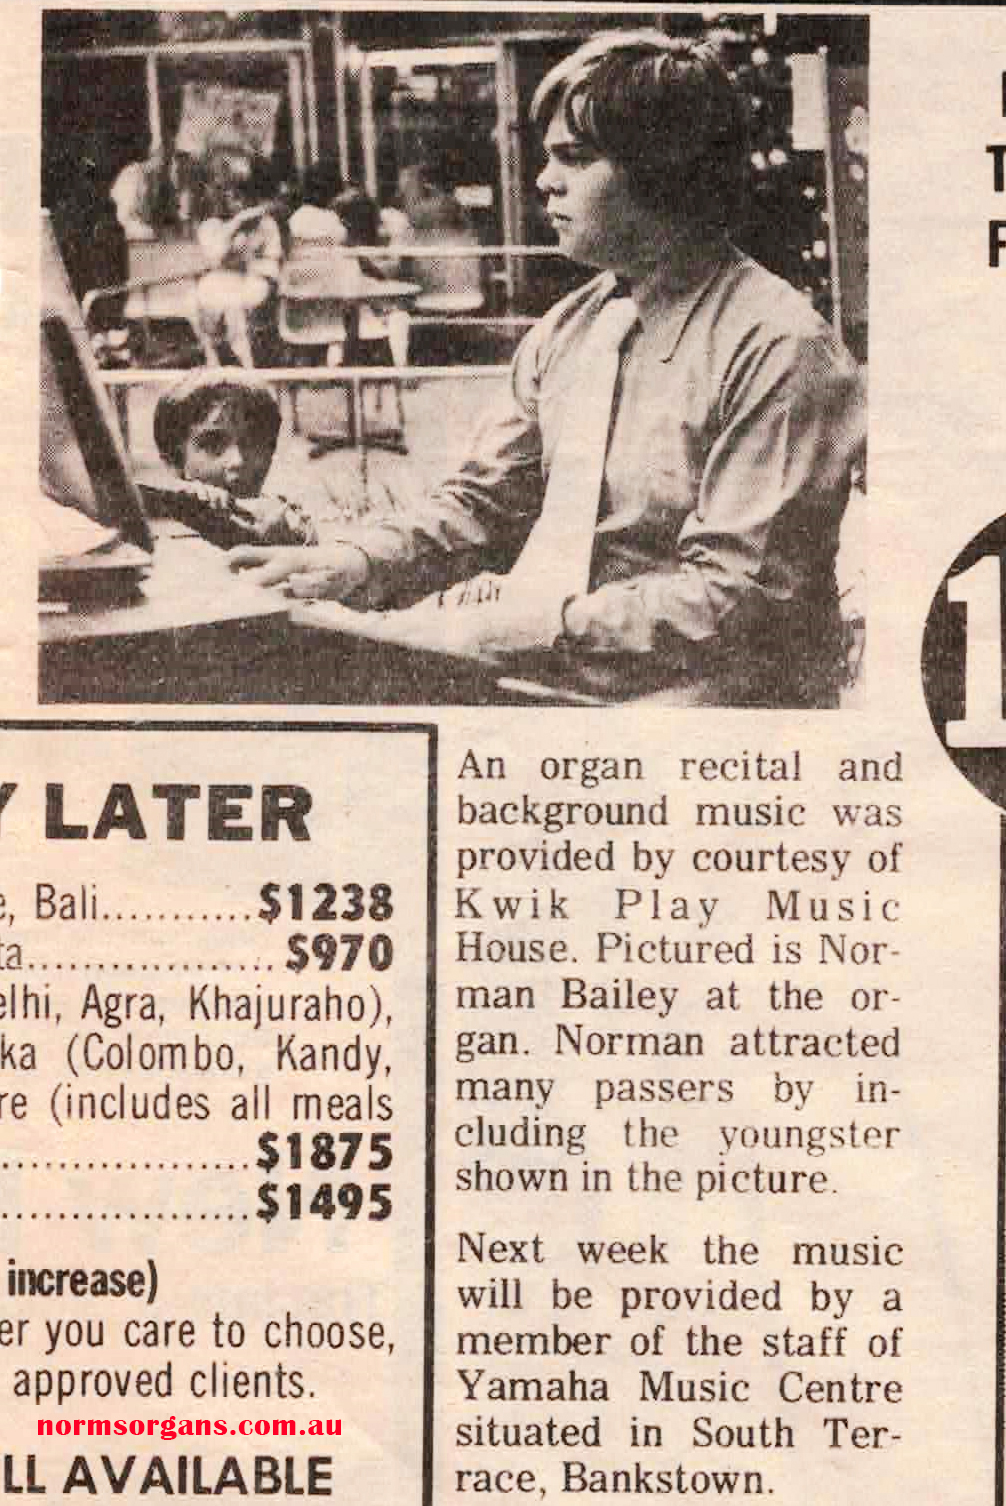 An organ recital and
background music was
provided by courtesy of
Kwik Play Music
House. Pictured is Nor-
man Bailey at the or-
gan. Norman attracted
many passers by in-
cluding the youngster
shown in the picture.
Next week the music
will be provided by a
member of the staff of
Yamaha Music Centre
situated in South Ter-
race, Bankstown.
Y LATER
e, Bali...........$1238
ta.................. $970
elhi, Agra, Khajuraho),
ka (Colombo, Kandy,
re (includes all meals
..................$1875
..................$1495
increase)
er you care to choose,
approved clients.
normsorgans.com.au
LL AVAILABLE
T
F
1